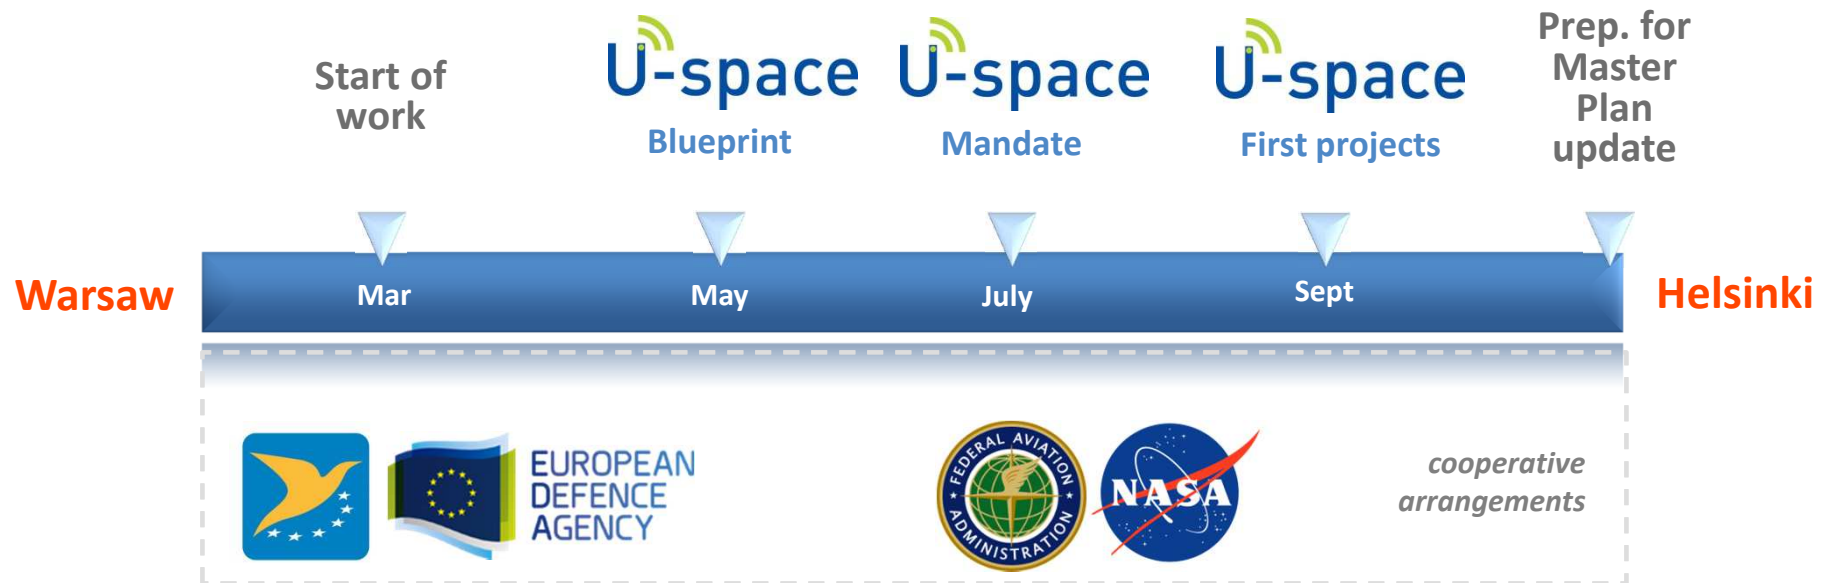 Start of
work
U-space
Blueprint
U-space
Mandate
U-space
First projects
Prep. for
Master
Plan
update
Warsaw
Mar
May
July
Sept
Helsinki
EUROPEAN
DEFENCE
AGENCY
FEDERAL AVIATION
ADMINISTRATION
NASA
cooperative
arrangements